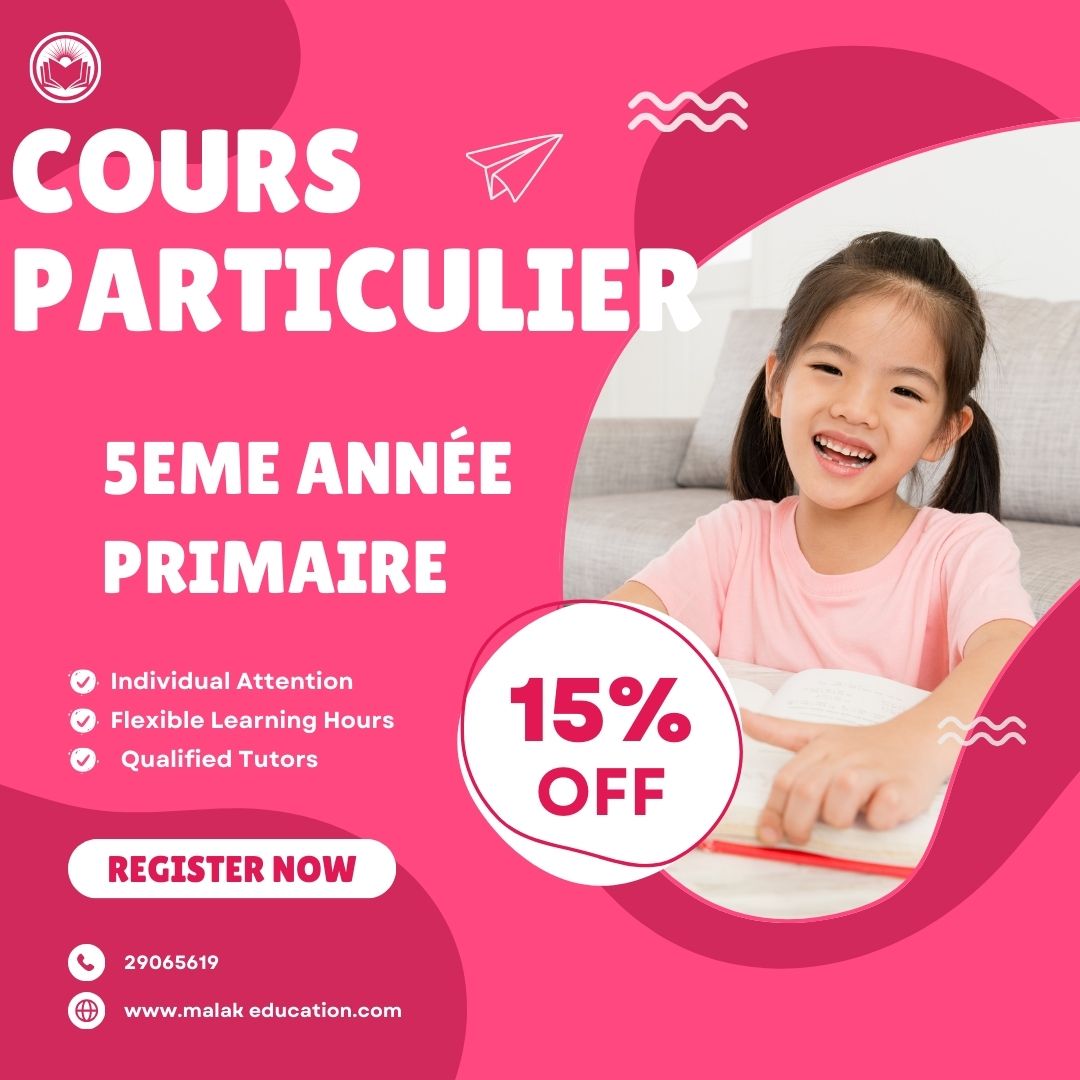 COURS
PARTICULIER
5EME ANNÉE
PRIMAIRE
Individual Attention
Flexible Learning Hours
Qualified Tutors
15%
OFF
REGISTER NOW
29065619
www.malak education.com